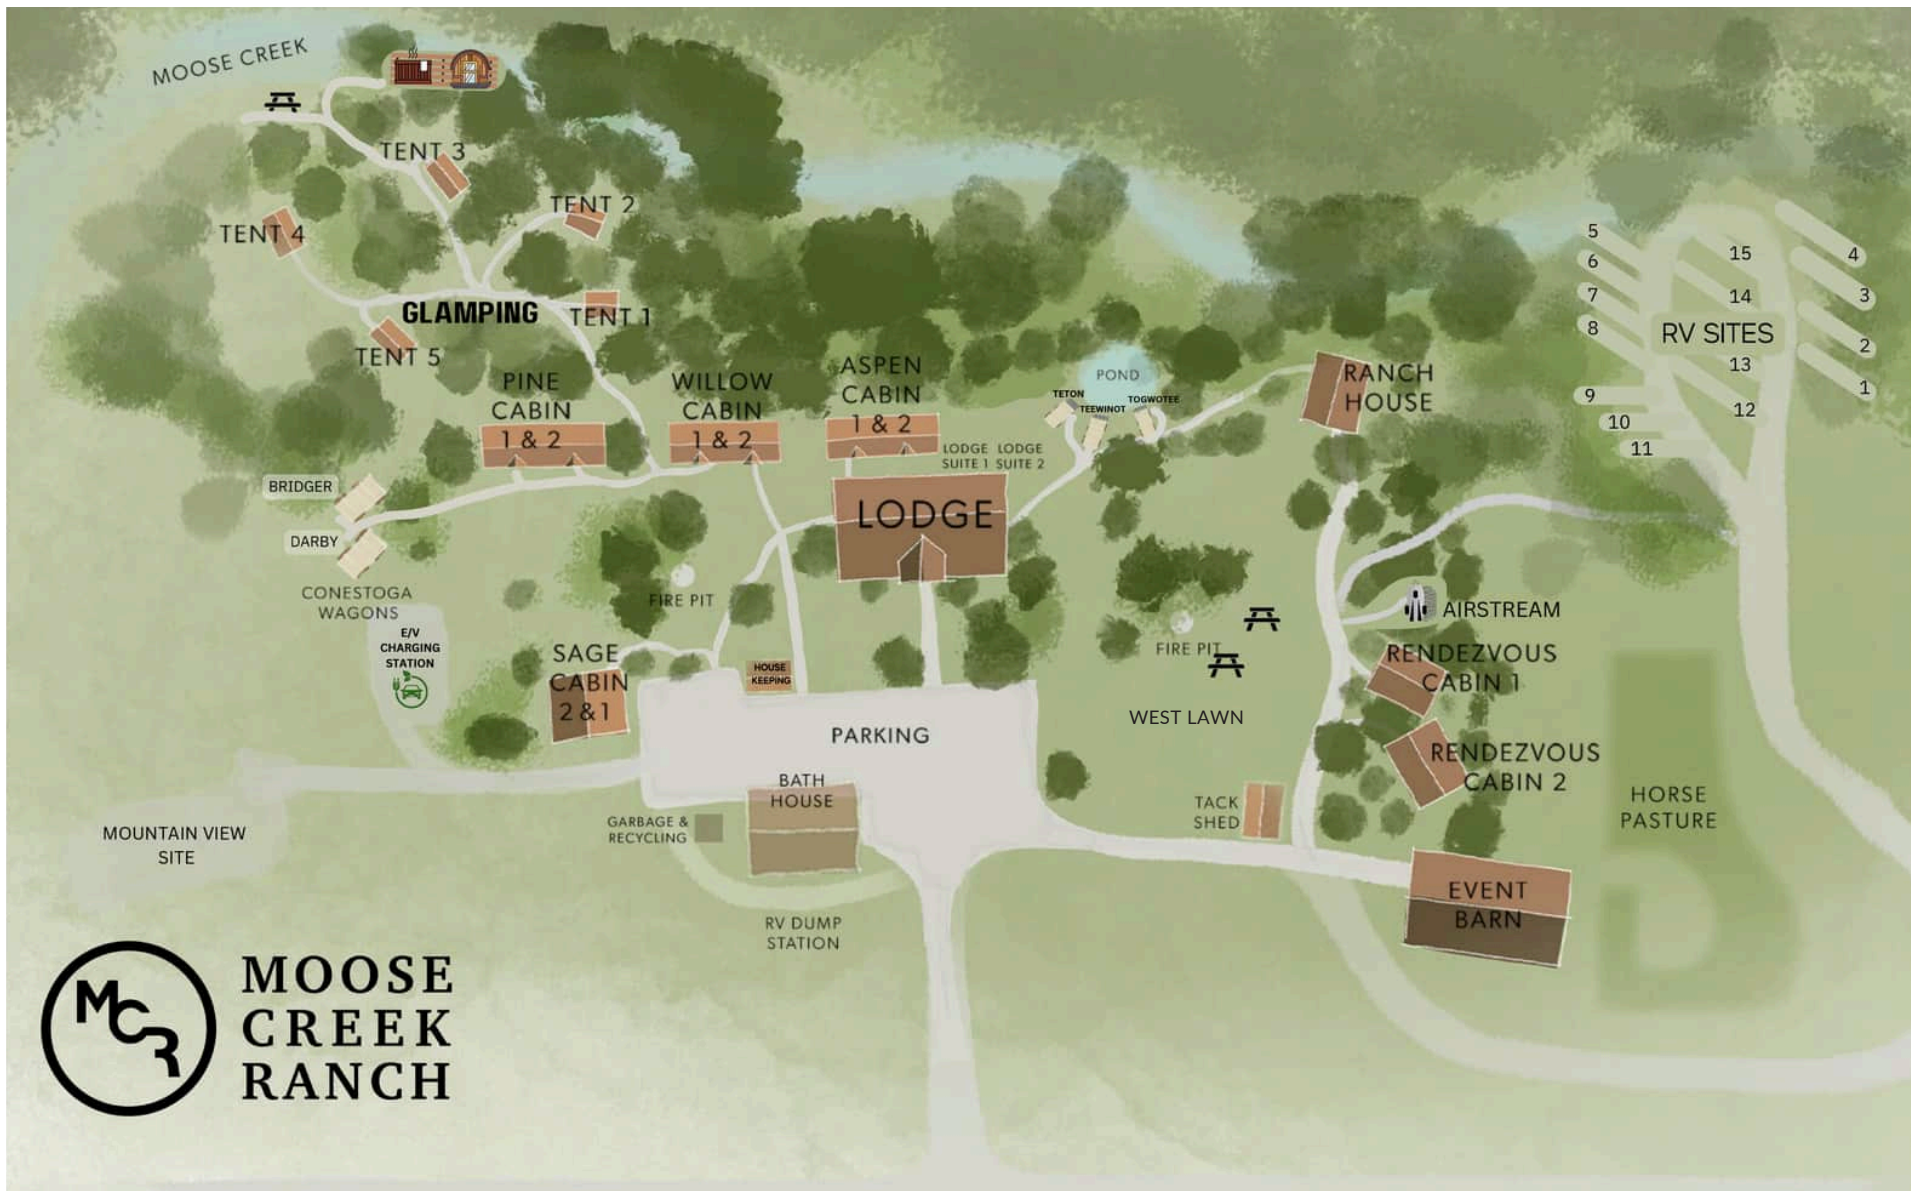 MOOSE CREEK
TENT 3
TENT 2
TENT 4
GLAMPING
TENT 1
TENT 5
PINE
CABIN
1 & 2
WILLOW
CABIN
1 & 2
ASPEN
CABIN
1 & 2
LODGE
SUITE 1
LODGE
SUITE 2
LODGE
POND
TETON
TEEWINOT
TOGWOTEE
RANCH
HOUSE
5
6
7
8
9
10
11
15
14
RV SITES
13
12
4
3
2
1
BRIDGER
DARBY
CONESTOGA
WAGONS
E/V
CHARGING
STATION
FIRE PIT
SAGE
CABIN
2 & 1
HOUSE
KEEPING
PARKING
FIRE PIT
WEST LAWN
AIRSTREAM
RENDEZVOUS
CABIN 1
RENDEZVOUS
CABIN 2
HORSE
PASTURE
TACK
SHED
EVENT
BARN
BATH
HOUSE
GARBAGE &
RECYCLING
RV DUMP
STATION
MOUNTAIN VIEW
SITE
MCR
MOOSE
CREEK
RANCH